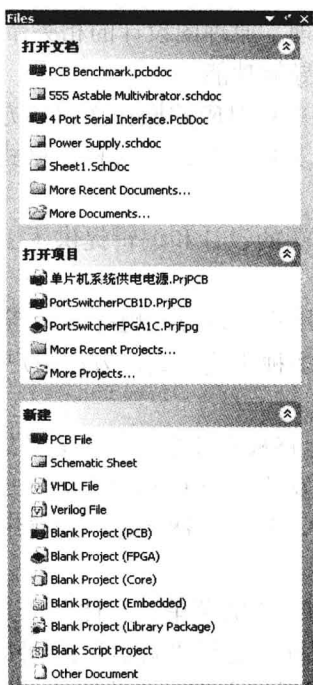 Files
打开文档
PCB Benchmark.pcbdoc
555 Astable Multivibrator.schdoc
4 Port Serial Interface.PcbDoc
Power Supply.schdoc
Sheet1.SchDoc
More Recent Documents...
More Documents...
打开项目
单片机系统供电电源.PrjPCB
PortSwitcherPCB1D.PrjPCB
PortSwitcherFPGA1C.PrjFpg
More Recent Projects...
More Projects...
新建
PCB File
Schematic Sheet
VHDL File
Verilog File
Blank Project (PCB)
Blank Project (FPGA)
Blank Project (Core)
Blank Project (Embedded)
Blank Project (Library Package)
Blank Script Project
Other Document